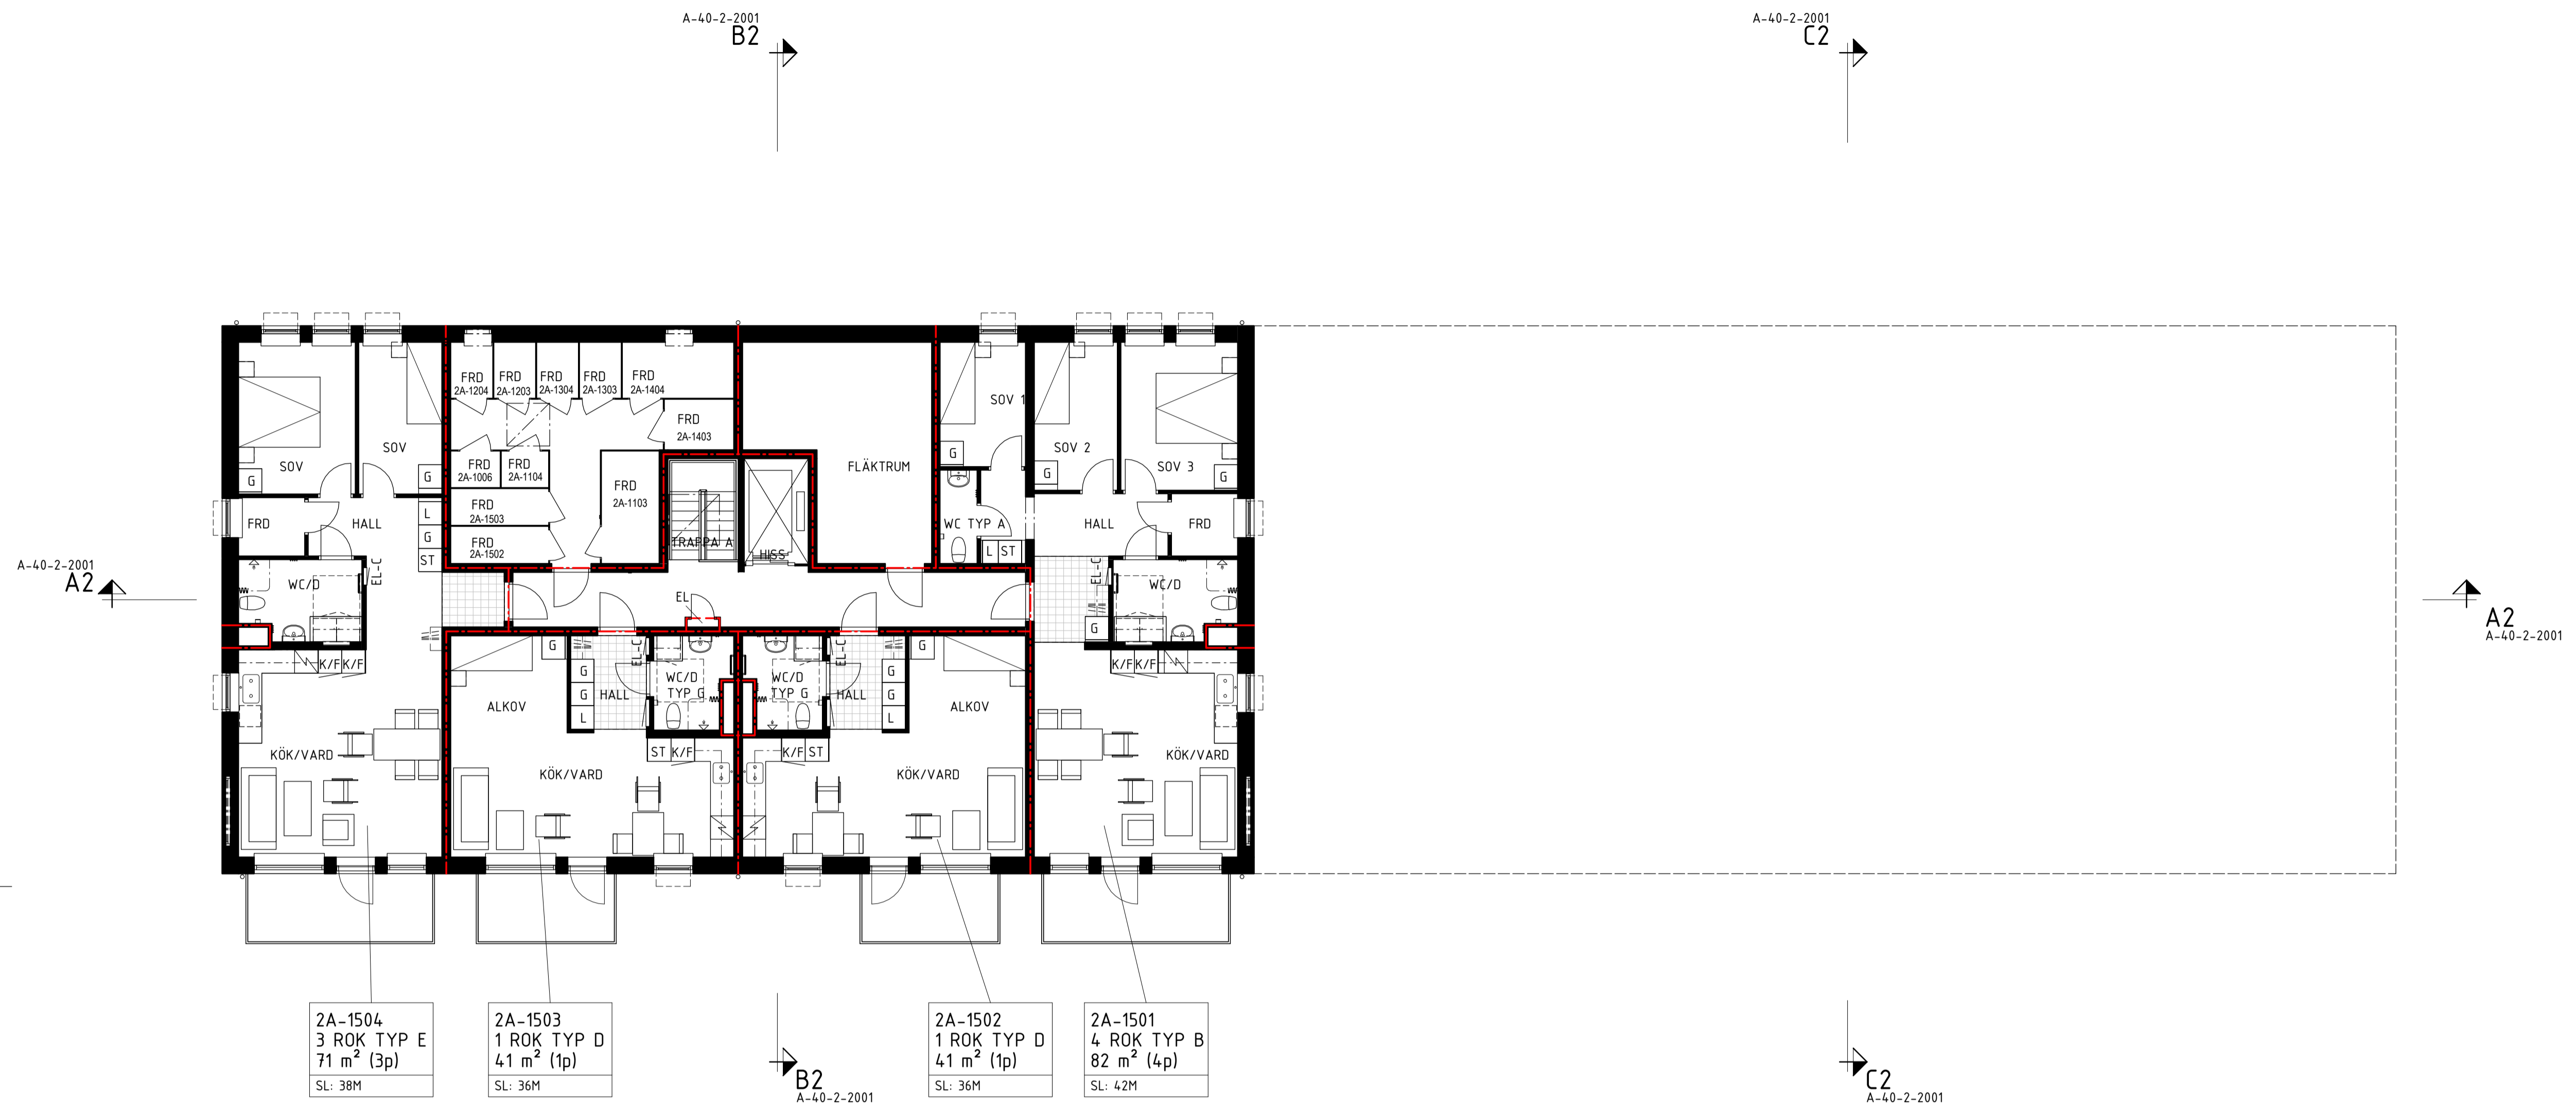 A-40-2-2001
B2
A-40-2-2001
C2
FRD
2A-1204
FRD
2A-1203
FRD
2A-1304
FRD
2A-1303
FRD
2A-1404
FRD
2A-1403
SOV
G
SOV
G
FRD
2A-1006
FRD
2A-1104
FRD
2A-1103
FRD
2A-1503
FRD
2A-1502
FLÄKTRUM
SOV 1
G
SOV 2
G
SOV 3
G
FRD
HALL
L
G
ST
TRAPPA A
HISS
WC TYP A
L
ST
HALL
FRD
A-40-2-2001
A2
WC/D
EL-C
EL
EL-C
WC/D
G
A2
A-40-2-2001
K/F
K/F
G
G
G
L
HALL
EL-C
WC/D
TYP G
WC/D
TYP G
EL-C
HALL
G
G
G
L
K/F
K/F
ALKOV
ALKOV
KÖK/VARD
KÖK/VARD
ST
K/F
K/F
ST
KÖK/VARD
KÖK/VARD
2A-1504
3 ROK TYP E
71 m² (3p)
SL: 38M
2A-1503
1 ROK TYP D
41 m² (1p)
SL: 36M
2A-1502
1 ROK TYP D
41 m² (1p)
SL: 36M
2A-1501
4 ROK TYP B
82 m² (4p)
SL: 42M
B2
A-40-2-2001
C2
A-40-2-2001